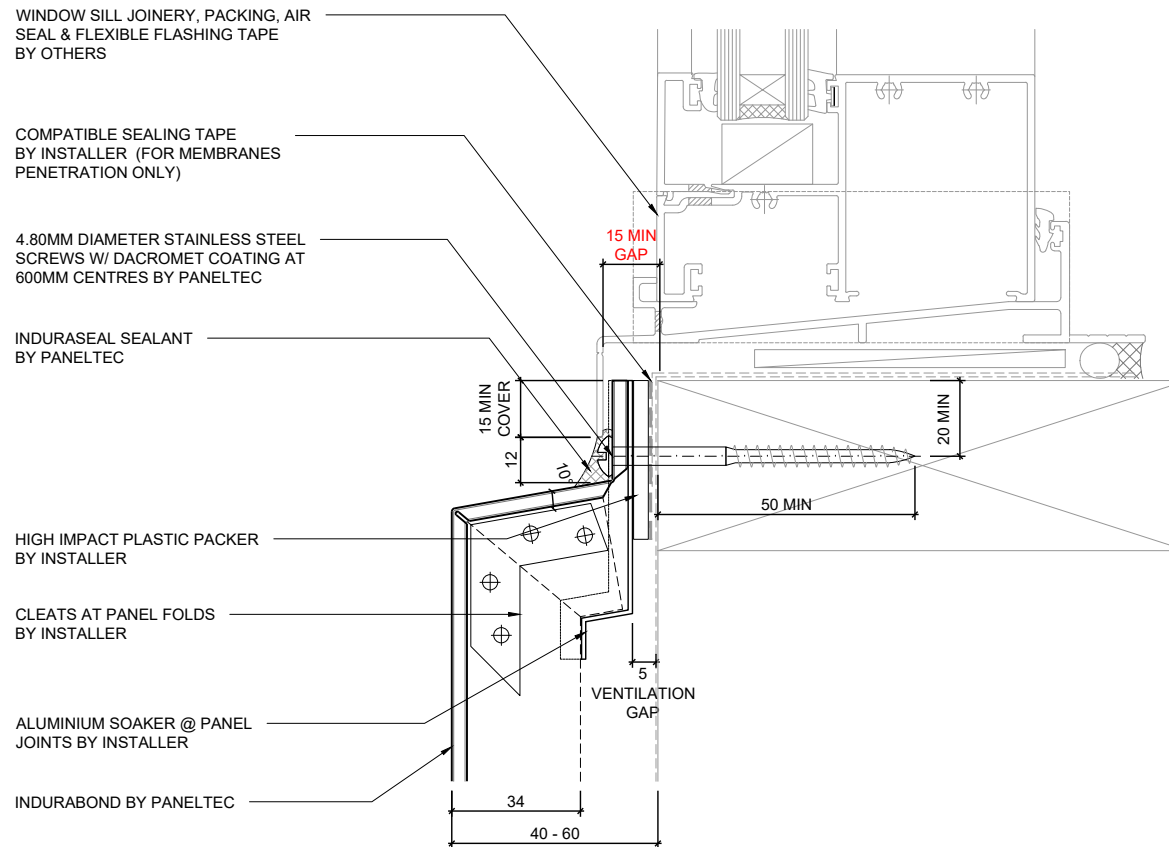 WINDOW SILL JOINERY, PACKING, AIR
SEAL & FLEXIBLE FLASHING TAPE
BY OTHERS
COMPATIBLE SEALING TAPE
BY INSTALLER (FOR MEMBRANES
PENETRATION ONLY)
4.80MM DIAMETER STAINLESS STEEL
SCREWS W/ DACROMET COATING AT
600MM CENTRES BY PANELTEC
INDURASEAL SEALANT
BY PANELTEC
HIGH IMPACT PLASTIC PACKER
BY INSTALLER
CLEATS AT PANEL FOLDS
BY INSTALLER
ALUMINIUM SOAKER @ PANEL
JOINTS BY INSTALLER
INDURABOND BY PANELTEC
15 MIN
GAP
15 MIN
COVER
12
10°
20 MIN
50 MIN
5
VENTILATION
GAP
34
40 - 60